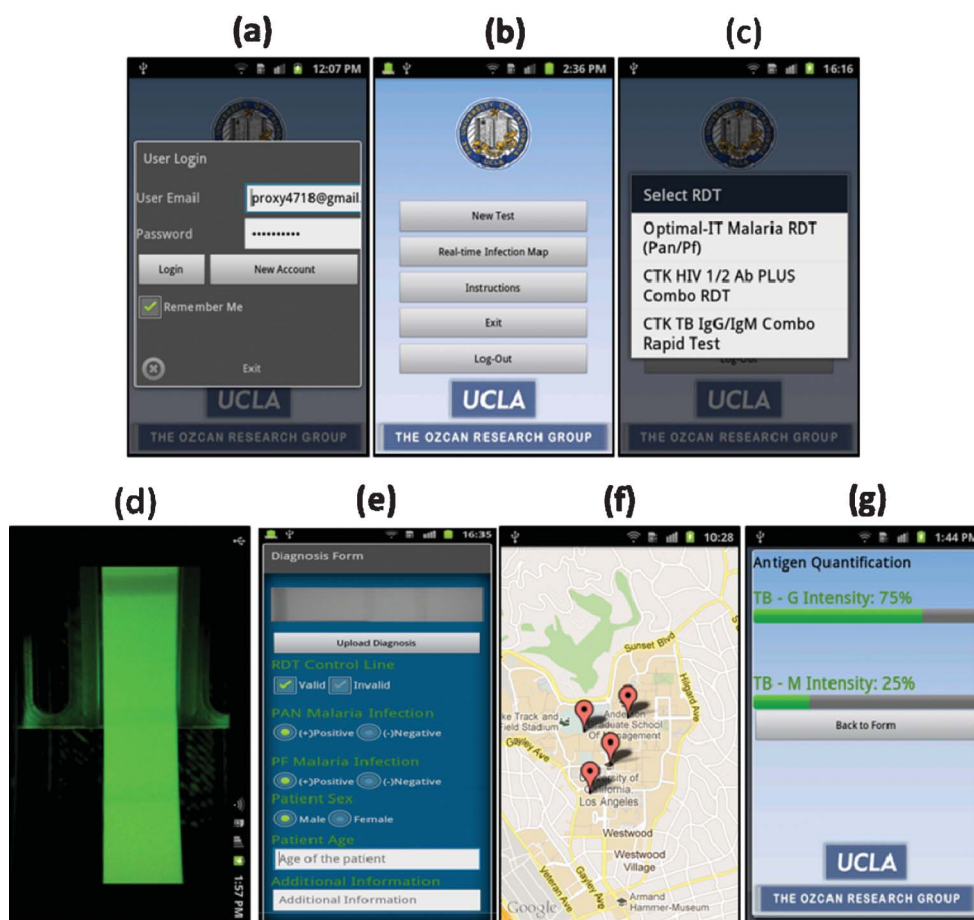 (a)
12:07 PM
User Login
User Email
proxy4718@gmail.
Password
Login
New Account
Remember Me
Exit
UCLA
THE OZCAN RESEARCH GROUP
(b)
2:36 PM
New Test
Real-time Infection Map
Instructions
Exit
Log-Out
UCLA
THE OZCAN RESEARCH GROUP
(c)
16:16
Select RDT
Optimal-IT Malaria RDT
(Pan/Pf)
CTK HIV 1/2 Ab PLUS
Combo RDT
CTK TB IgG/IgM Combo
Rapid Test
Log-Out
UCLA
THE OZCAN RESEARCH GROUP
(d)
1:57 PM
(e)
16:35
Diagnosis Form
Upload Diagnosis
RDT Control Line
Valid Invalid
PAN Malaria Infection
(+)Positive (-)Negative
PF Malaria Infection
(+)Positive (-)Negative
Patient Sex
Male Female
Patient Age
Age of the patient
Additional Information
Additional Information
(f)
10:28
Sunset Blvd
Hilgard Ave
ke Track and
Field Stadium
Graduate School
Of Management
Gayley Ave
University of
California,
Los Angeles
Westwood
Westwood
Village
Veteran Ave
Gayley Ave
Armand
Hammer-Museum
Google
(g)
1:44 PM
Antigen Quantification
TB - G Intensity: 75%
TB - M Intensity: 25%
Back to Form
UCLA
THE OZCAN RESEARCH GROUP